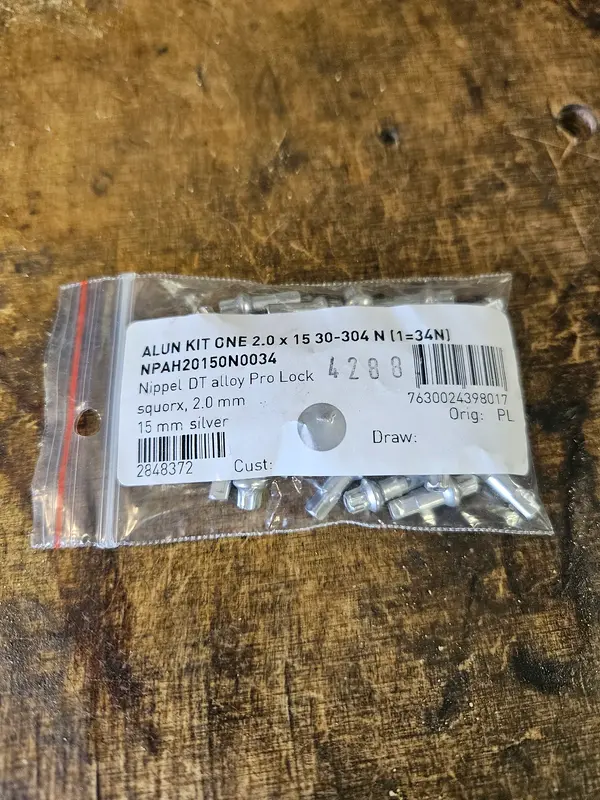 ALUN KIT GNE 2.0 x 15 30-304 N (1=34N)
NPAH20150N0034
Nippel DT alloy Pro Lock
squorx, 2.0 mm
15 mm silver
4288
7630024398017
Orig: PL
Draw:
2848372
Cust: